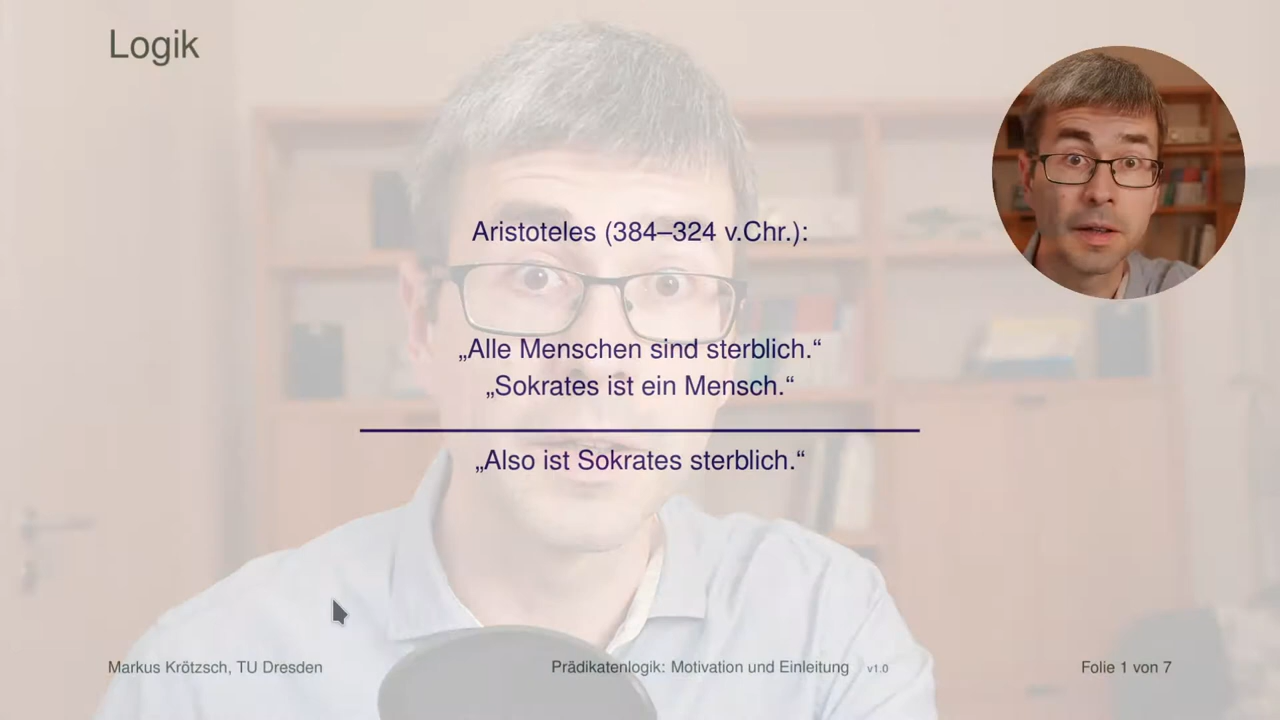 Logik
Aristoteles (384–324 v.Chr.):
„Alle Menschen sind sterblich.“
„Sokrates ist ein Mensch.“
„Also ist Sokrates sterblich.“
Markus Krötzsch, TU Dresden
Prädikatenlogik: Motivation und Einleitung v1.0
Folie 1 von 7